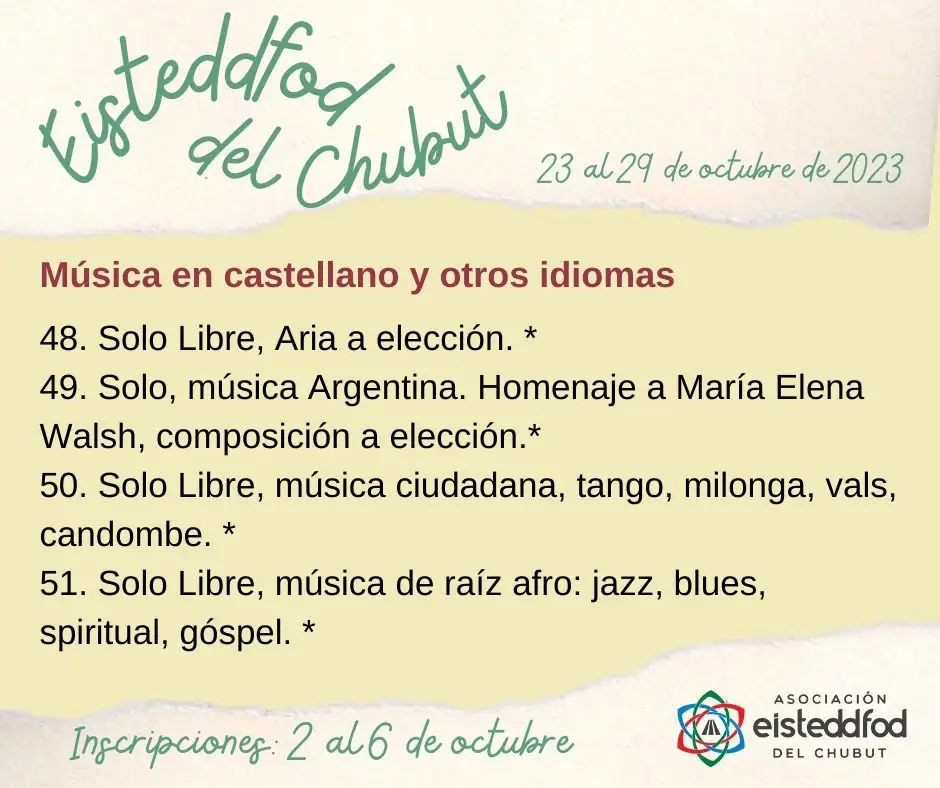 Eisteddfod
del Chubut
23 al 29 de octubre de 2023
Música en castellano y otros idiomas
48. Solo Libre, Aria a elección. *
49. Solo, música Argentina. Homenaje a María Elena
Walsh, composición a elección.*
50. Solo Libre, música ciudadana, tango, milonga, vals,
candombe. *
51. Solo Libre, música de raíz afro: jazz, blues,
spiritual, góspel. *
Inscripciones: 2 al 6 de octubre
ASOCIACIÓN
eisteddfod
DEL CHUBUT